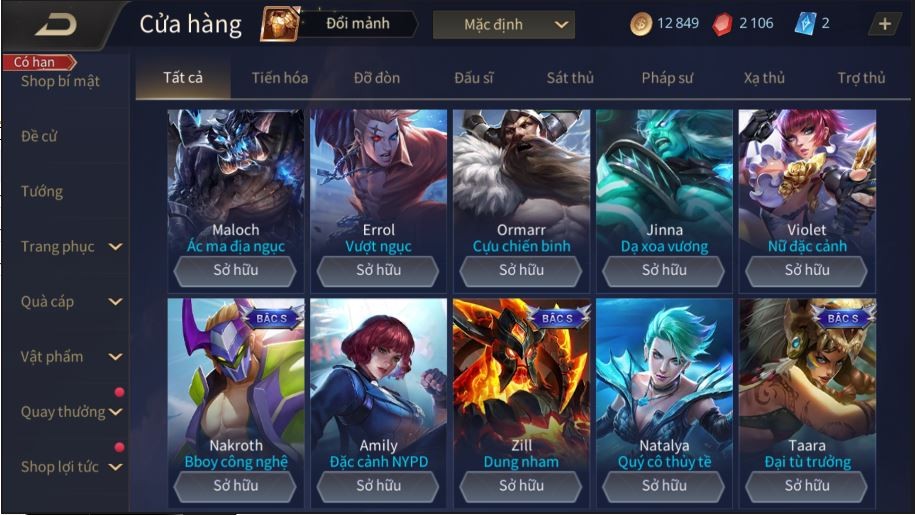 Cửa hàng
Đổi mảnh
Mặc định
12 849
2 106
2
+
Có hạn
Shop bí mật
Đề cử
Tướng
Trang phục
Quà cáp
Vật phẩm
Quay thưởng
Shop lợi tức
Tất cả
Tiến hóa
Đỡ đòn
Đấu sĩ
Sát thủ
Pháp sư
Xạ thủ
Trợ thủ
Maloch
Ác ma địa ngục
Sở hữu
Errol
Vượt ngục
Sở hữu
Ormarr
Cựu chiến binh
Sở hữu
Jinna
Dạ xoa vương
Sở hữu
Violet
Nữ đặc cảnh
Sở hữu
BẬC S
Nakroth
Bboy công nghệ
Sở hữu
Amily
Đặc cảnh NYPD
Sở hữu
BẬC S
Zill
Dung nham
Sở hữu
Natalya
Quý cô thủy tề
Sở hữu
BẬC S
Taara
Đại tù trưởng
Sở hữu